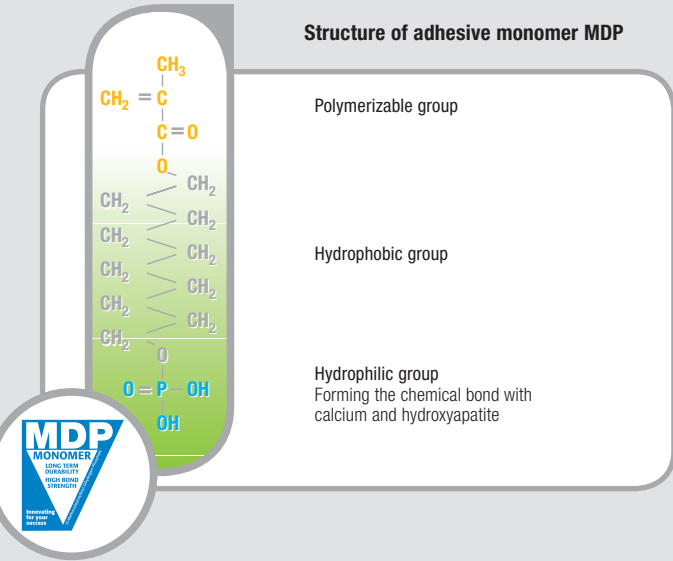 Structure of adhesive monomer MDP
CH3
CH2 = C
C=O
O
CH2
CH2
CH2
CH2
CH2
CH2
CH2
CH2
CH2
CH2
O
O = P – OH
OH
Polymerizable group
Hydrophobic group
Hydrophilic group
Forming the chemical bond with
calcium and hydroxyapatite
MDP
MONOMER
LONG TERM
DURABILITY
HIGH BOND
STRENGTH
Innovating
for your
success